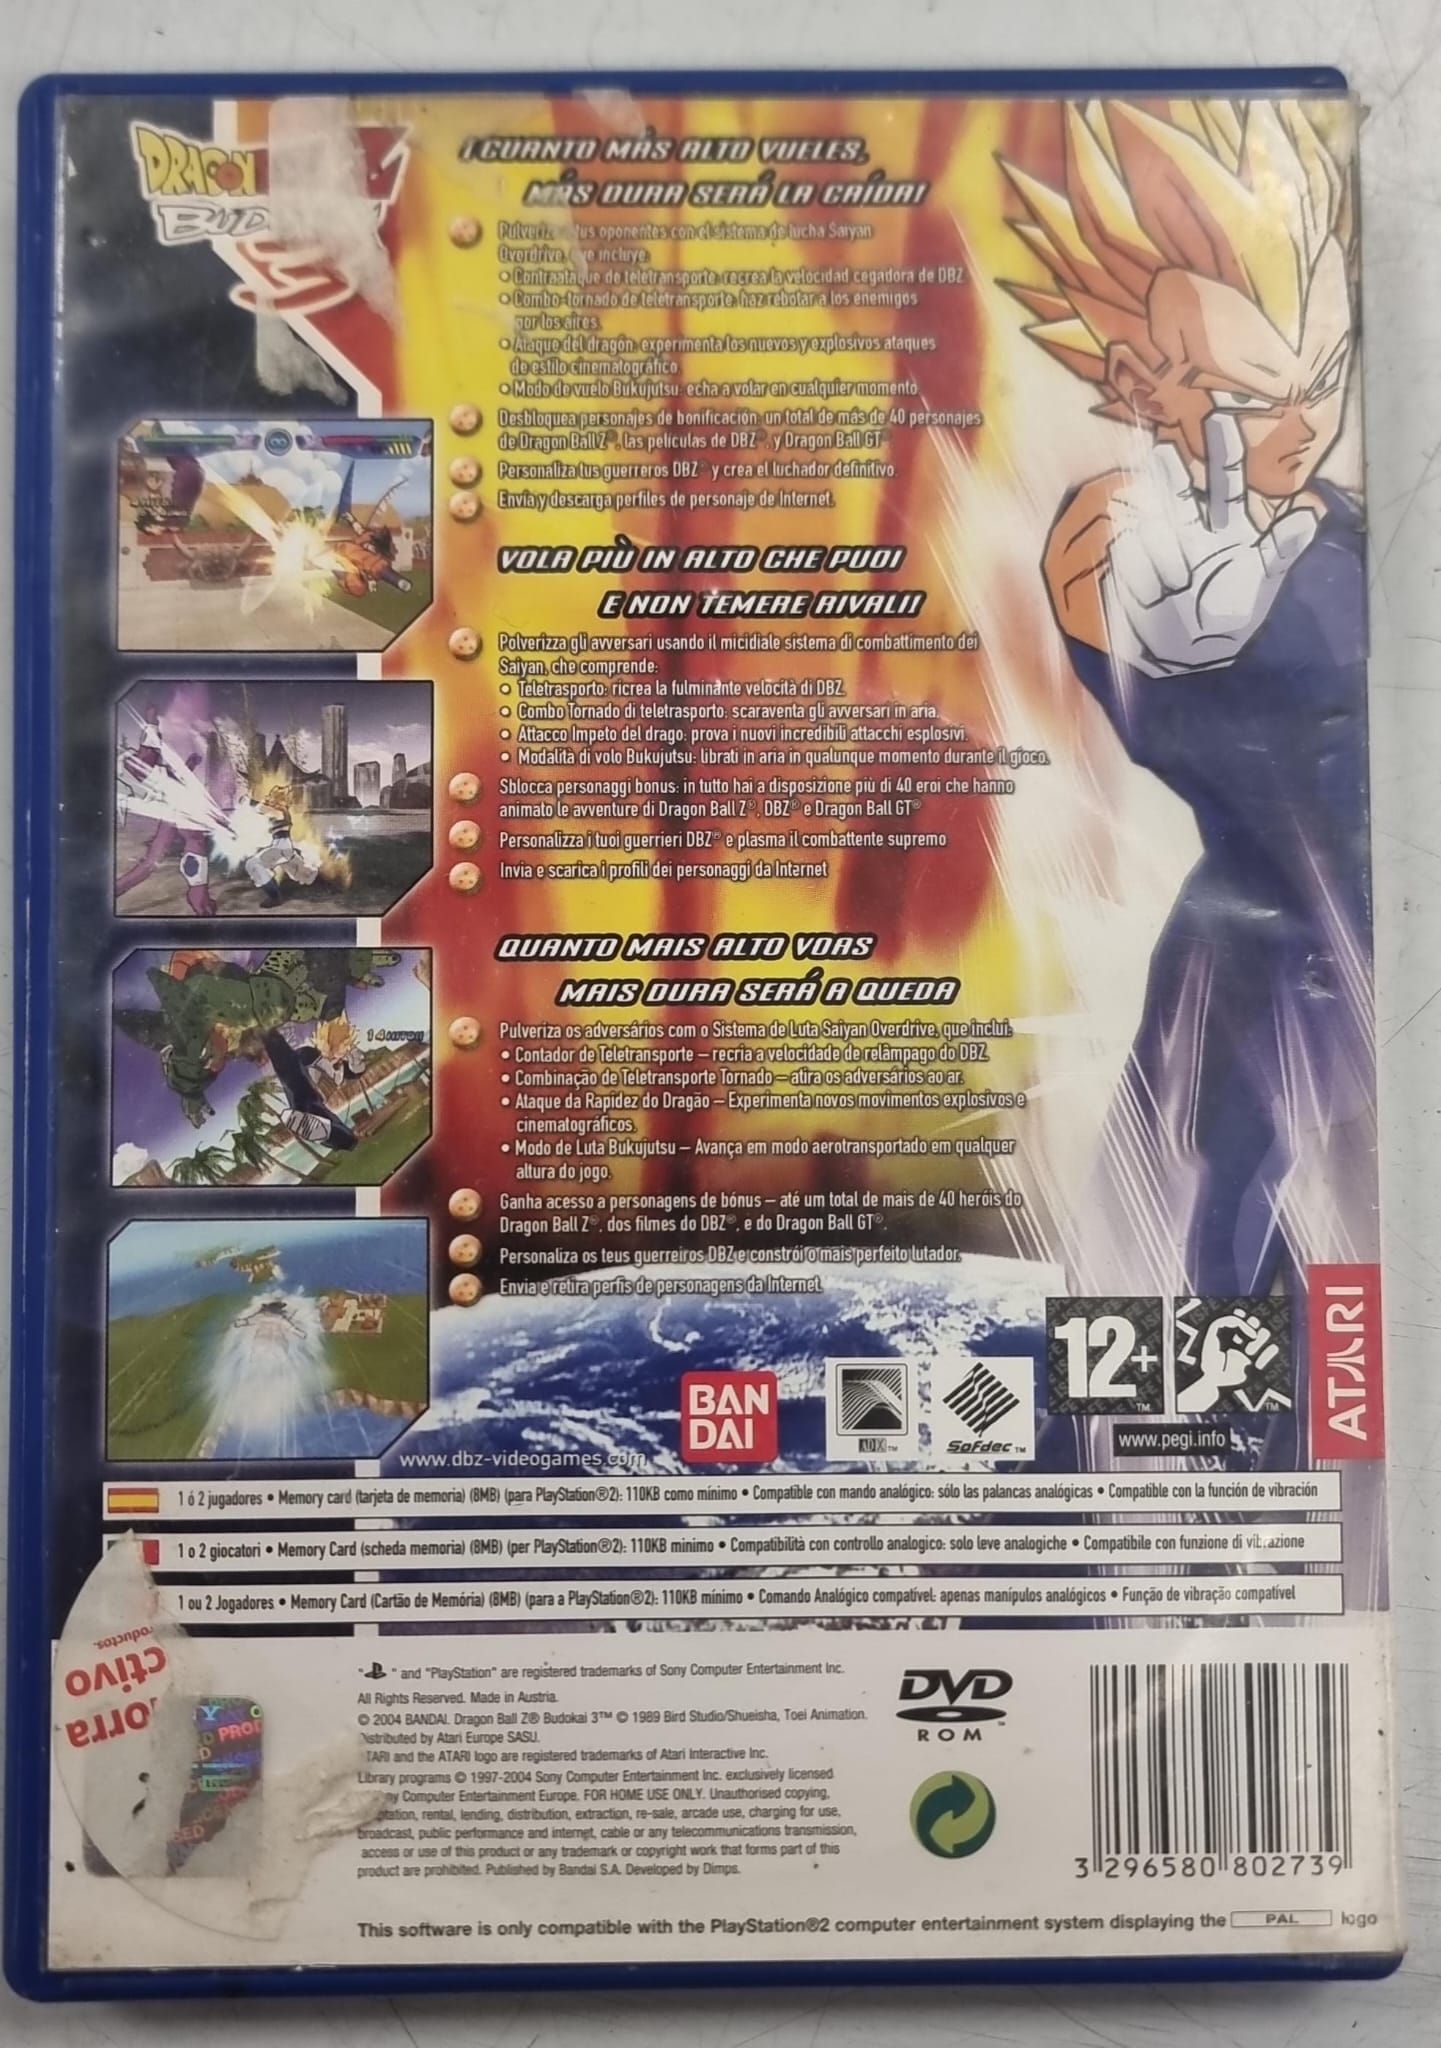 DRAGON
BUDOKAI
3
¡CUANTO MÁS ALTO VUELES,
MÁS DURA SERÁ LA CAÍDA!
Pulveriza tus oponentes con el sistema de lucha Saiyan
Overdrive, que incluye:
• Contraataque de teletransporte: recrea la velocidad cegadora de DBZ
• Combo-tornado de teletransporte: haz rebotar a los enemigos
por los aires.
• Ataque del dragón: experimenta los nuevos y explosivos ataques
de estilo cinematográfico.
• Modo de vuelo Bukujutsu: echa a volar en cualquier momento
Desbloquea personajes de bonificación: un total de más de 40 personajes
de Dragon Ball Z®, las películas de DBZ®, y Dragon Ball GT®
Personaliza tus guerreros DBZ® y crea el luchador definitivo.
Envía y descarga perfiles de personaje de Internet.
VOLA PIÙ IN ALTO CHE PUOI
E NON TEMERE RIVALI!
Polverizza gli avversari usando il micidiale sistema di combattimento dei
Saiyan, che comprende:
• Teletrasporto: ricrea la fulminante velocità di DBZ.
• Combo Tornado di teletrasporto: scaraventa gli avversari in aria.
• Attacco Impeto del drago: prova i nuovi incredibili attacchi esplosivi.
• Modalità di volo Bukujutsu: librati in aria in qualunque momento durante il gioco.
Sblocca personaggi bonus: in tutto hai a disposizione più di 40 eroi che hanno
animato le avventure di Dragon Ball Z®, DBZ® e Dragon Ball GT®
Personalizza i tuoi guerrieri DBZ® e plasma il combattente supremo
Invia e scarica i profili dei personaggi da Internet
QUANTO MAIS ALTO VOAS
MAIS DURA SERÁ A QUEDA
14 HITS!!
Pulveriza os adversários com o Sistema de Luta Saiyan Overdrive, que inclui:
• Contador de Teletransporte – recria a velocidade de relâmpago do DBZ.
• Combinação de Teletransporte Tornado – atira os adversários ao ar.
• Ataque da Rapidez do Dragão – Experimenta novos movimentos explosivos e
cinematográficos.
• Modo de Luta Bukujutsu – Avança em modo aerotransportado em qualquer
altura do jogo.
Ganha acesso a personagens de bónus – até um total de mais de 40 heróis do
Dragon Ball Z®, dos filmes do DBZ®, e do Dragon Ball GT®.
Personaliza os teus guerreiros DBZ e constrói o mais perfeito lutador.
Envia e retira perfis de personagens da Internet.
www.dbz-videogames.com
BAN
DAI
ADX™
Sofdec™
12+™
™
www.pegi.info
ATARI
1 ó 2 jugadores • Memory card (tarjeta de memoria) (8MB) (para PlayStation®2): 110KB como mínimo • Compatible con mando analógico: sólo las palancas analógicas • Compatible con la función de vibración
1 o 2 giocatori • Memory Card (scheda memoria) (8MB) (per PlayStation®2): 110KB minimo • Compatibilità con controllo analogico: solo leve analogiche • Compatibile con funzione di vibrazione
1 ou 2 Jogadores • Memory Card (Cartão de Memória) (8MB) (para a PlayStation®2): 110KB mínimo • Comando Analógico compatível: apenas manípulos analógicos • Função de vibração compatível
roductos.
ctivo
orra
" " and "PlayStation" are registered trademarks of Sony Computer Entertainment Inc.
All Rights Reserved. Made in Austria.
© 2004 BANDAI. Dragon Ball Z® Budokai 3™ © 1989 Bird Studio/Shueisha, Toei Animation.
istributed by Atari Europe SASU.
TARI and the ATARI logo are registered trademarks of Atari Interactive Inc.
Library programs © 1997-2004 Sony Computer Entertainment Inc. exclusively licensed
ny Computer Entertainment Europe. FOR HOME USE ONLY. Unauthorised copying,
ptation, rental, lending, distribution, extraction, re-sale, arcade use, charging for use,
broadcast, public performance and internet, cable or any telecommunications transmission,
access or use of this product or any trademark or copyright work that forms part of this
product are prohibited. Published by Bandai S.A. Developed by Dimps.
DVD
ROM
3 296580 802739
This software is only compatible with the PlayStation®2 computer entertainment system displaying the PAL logo